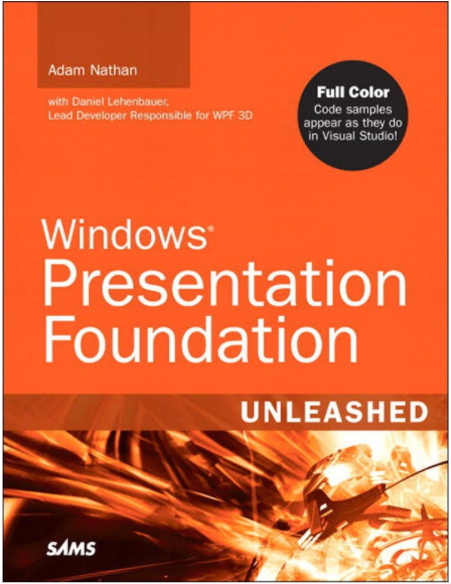 Adam Nathan
with Daniel Lehenbauer,
Lead Developer Responsible for WPF 3D
Full Color
Code samples
appear as they do
in Visual Studio!
Windows®
Presentation
Foundation
UNLEASHED
SAMS